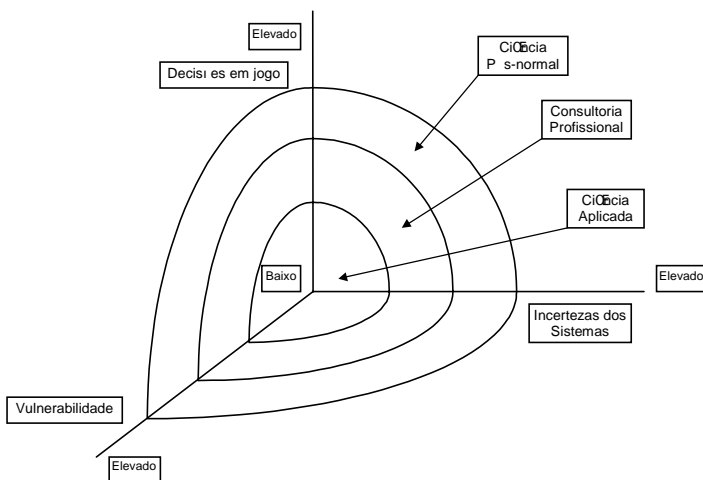 Elevado
Decisı es em jogo
CiŒncia
P s-normal
Consultoria
Profissional
CiŒncia
Aplicada
Baixo
Elevado
Incertezas dos
Sistemas
Vulnerabilidade
Elevado